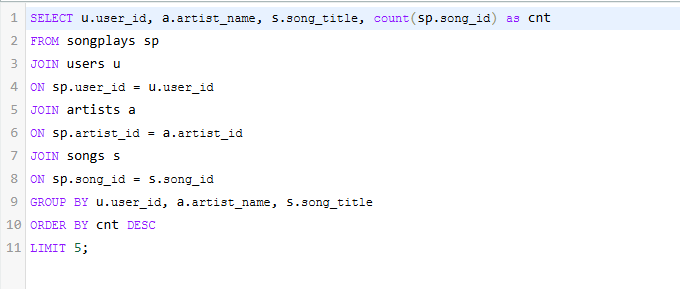 1 SELECT u.user_id, a.artist_name, s.song_title, count(sp.song_id) as cnt
2 FROM songplays sp
3 JOIN users u
4 ON sp.user_id = u.user_id
5 JOIN artists a
6 ON sp.artist_id = a.artist_id
7 JOIN songs s
8 ON sp.song_id = s.song_id
9 GROUP BY u.user_id, a.artist_name, s.song_title
10 ORDER BY cnt DESC
11 LIMIT 5;